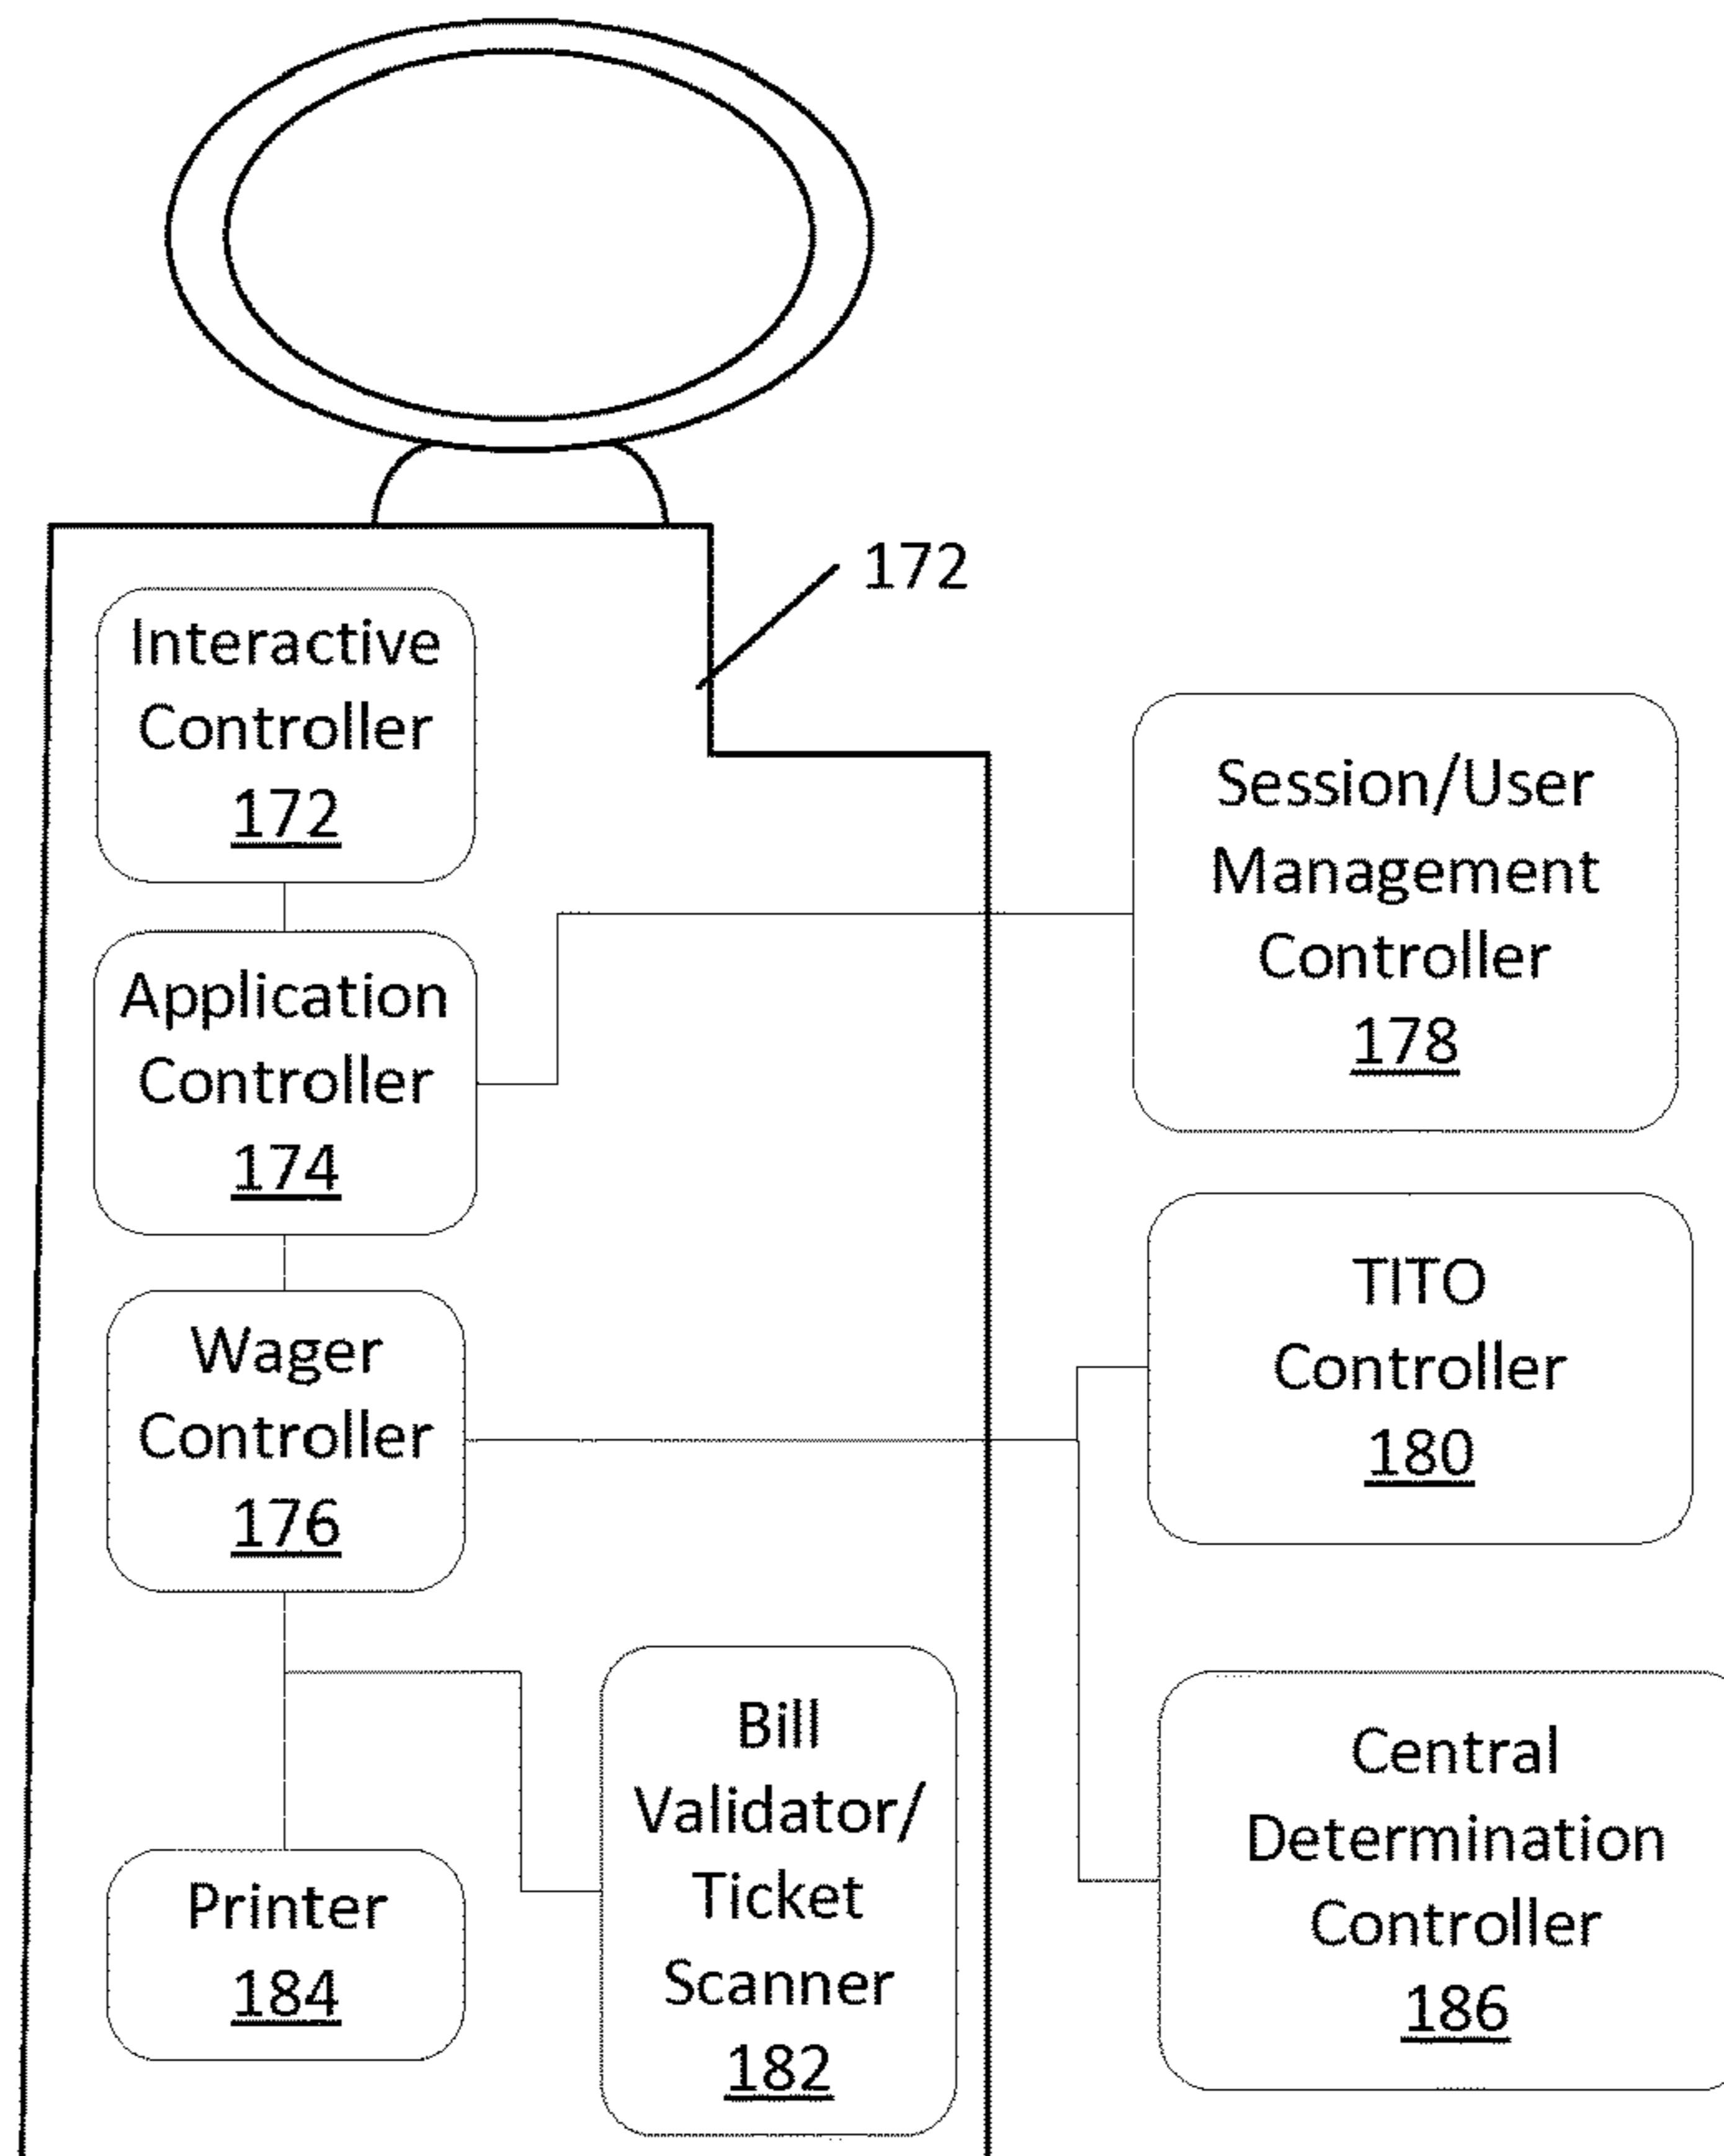 172
Interactive
Controller
172
Application
Controller
174
Wager
Controller
176
Printer
184
Bill
Validator/
Ticket
Scanner
182
Session/User
Management
Controller
178
TITO
Controller
180
Central
Determination
Controller
186